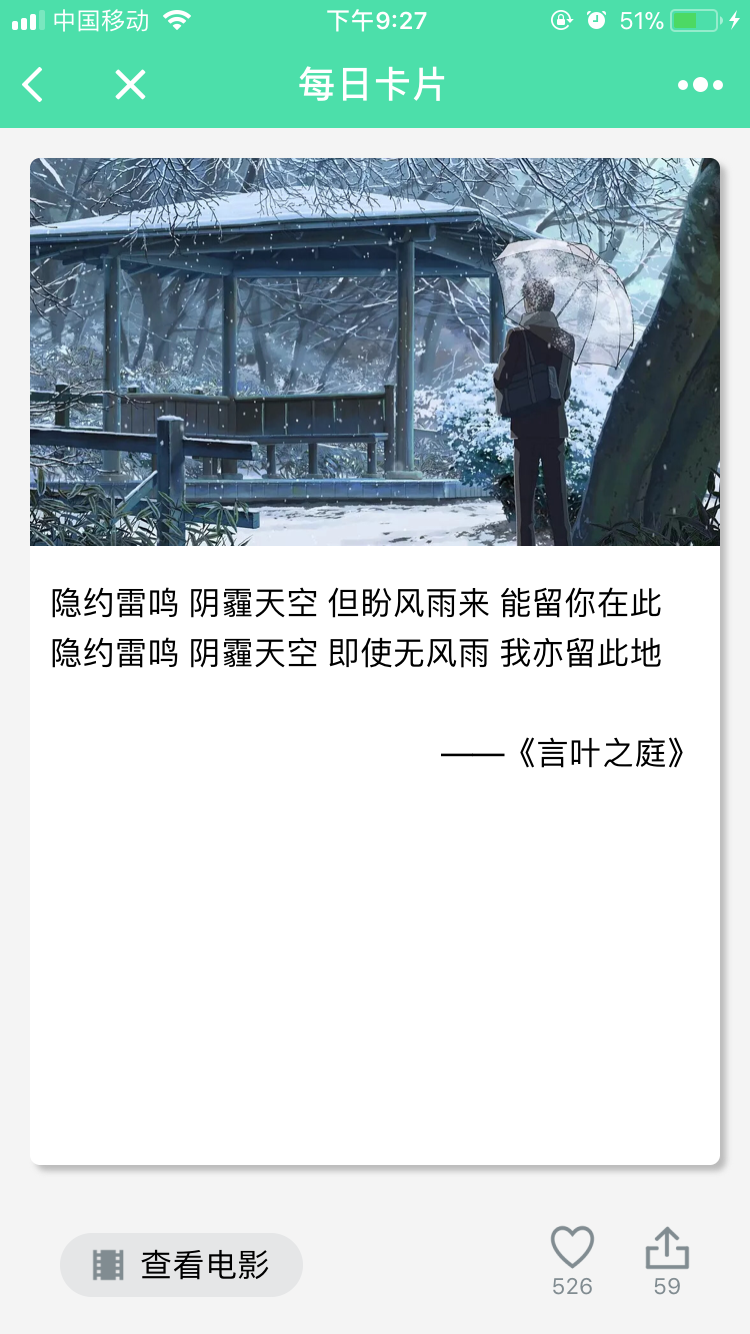 中国移动 下午9:27 51%
每日卡片
隐约雷鸣 阴霾天空 但盼风雨来 能留你在此
隐约雷鸣 阴霾天空 即使无风雨 我亦留此地
——《言叶之庭》
查看电影
526 59